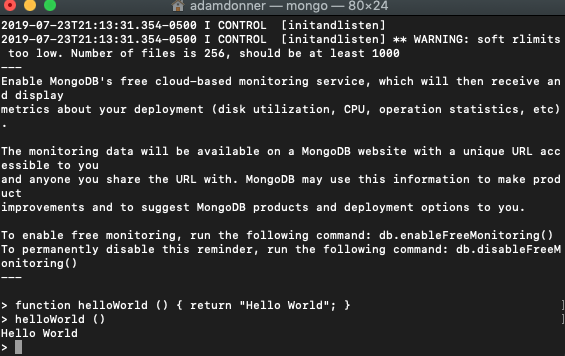 adamdonner — mongo — 80×24
2019-07-23T21:13:31.354-0500 I CONTROL  [initandlisten]
2019-07-23T21:13:31.354-0500 I CONTROL  [initandlisten] ** WARNING: soft rlimits
 too low. Number of files is 256, should be at least 1000
---
Enable MongoDB's free cloud-based monitoring service, which will then receive an
d display
metrics about your deployment (disk utilization, CPU, operation statistics, etc)
.

The monitoring data will be available on a MongoDB website with a unique URL acc
essible to you
and anyone you share the URL with. MongoDB may use this information to make prod
uct
improvements and to suggest MongoDB products and deployment options to you.

To enable free monitoring, run the following command: db.enableFreeMonitoring()
To permanently disable this reminder, run the following command: db.disableFreeM
onitoring()
---

> function helloWorld () { return "Hello World"; }
> helloWorld ()
Hello World
>